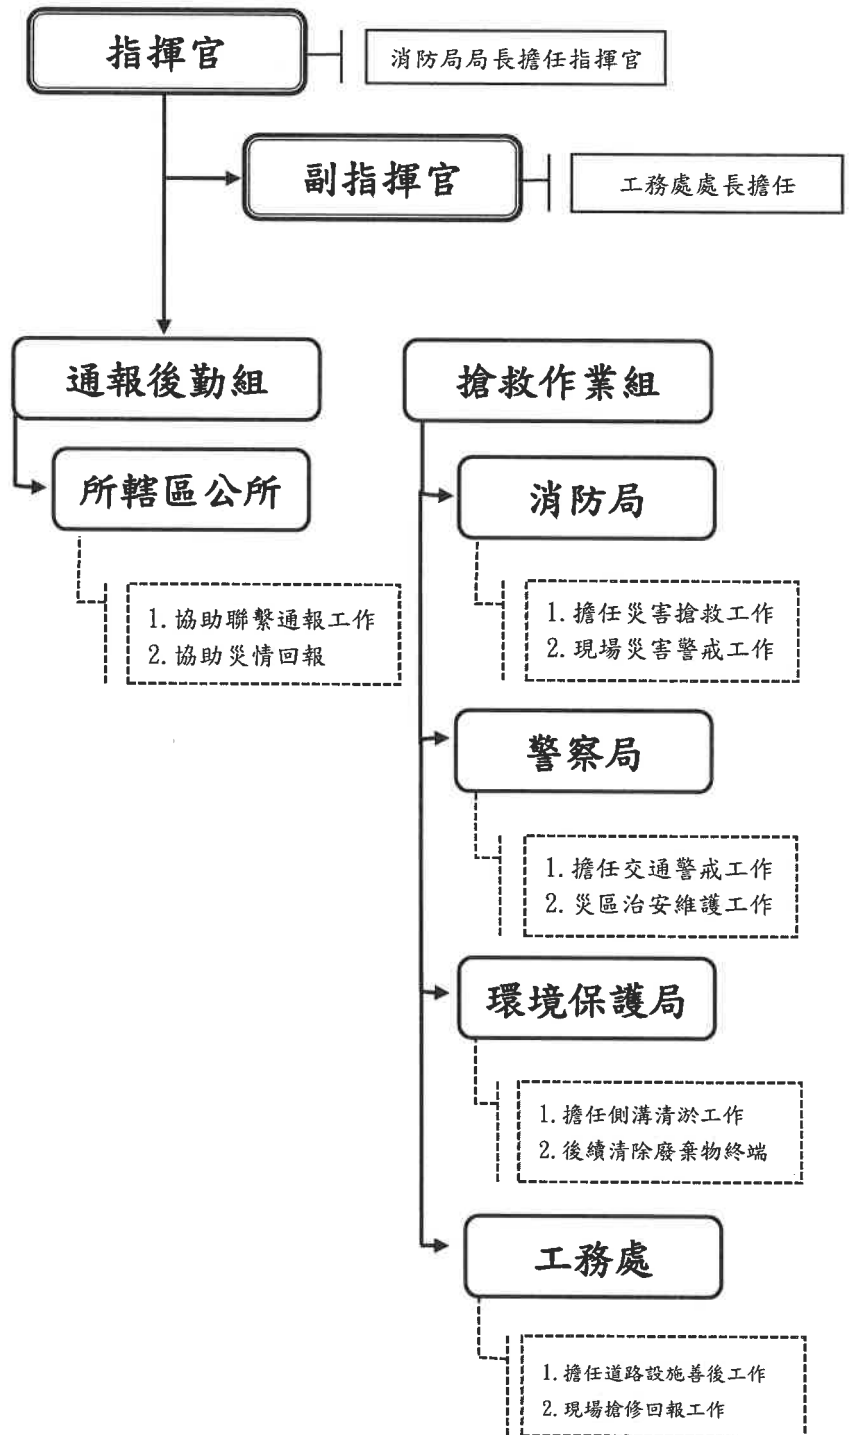 指揮官
消防局局長擔任指揮官
副指揮官
工務處處長擔任
通報後勤組
所轄區公所
1.協助聯繫通報工作
2.協助災情回報
搶救作業組
消防局
1.擔任災害搶救工作
2.現場災害警戒工作
警察局
1.擔任交通警戒工作
2.災區治安維護工作
環境保護局
1.擔任側溝清淤工作
2.後續清除廢棄物終端
工務處
1.擔任道路設施善後工作
2.現場搶修回報工作